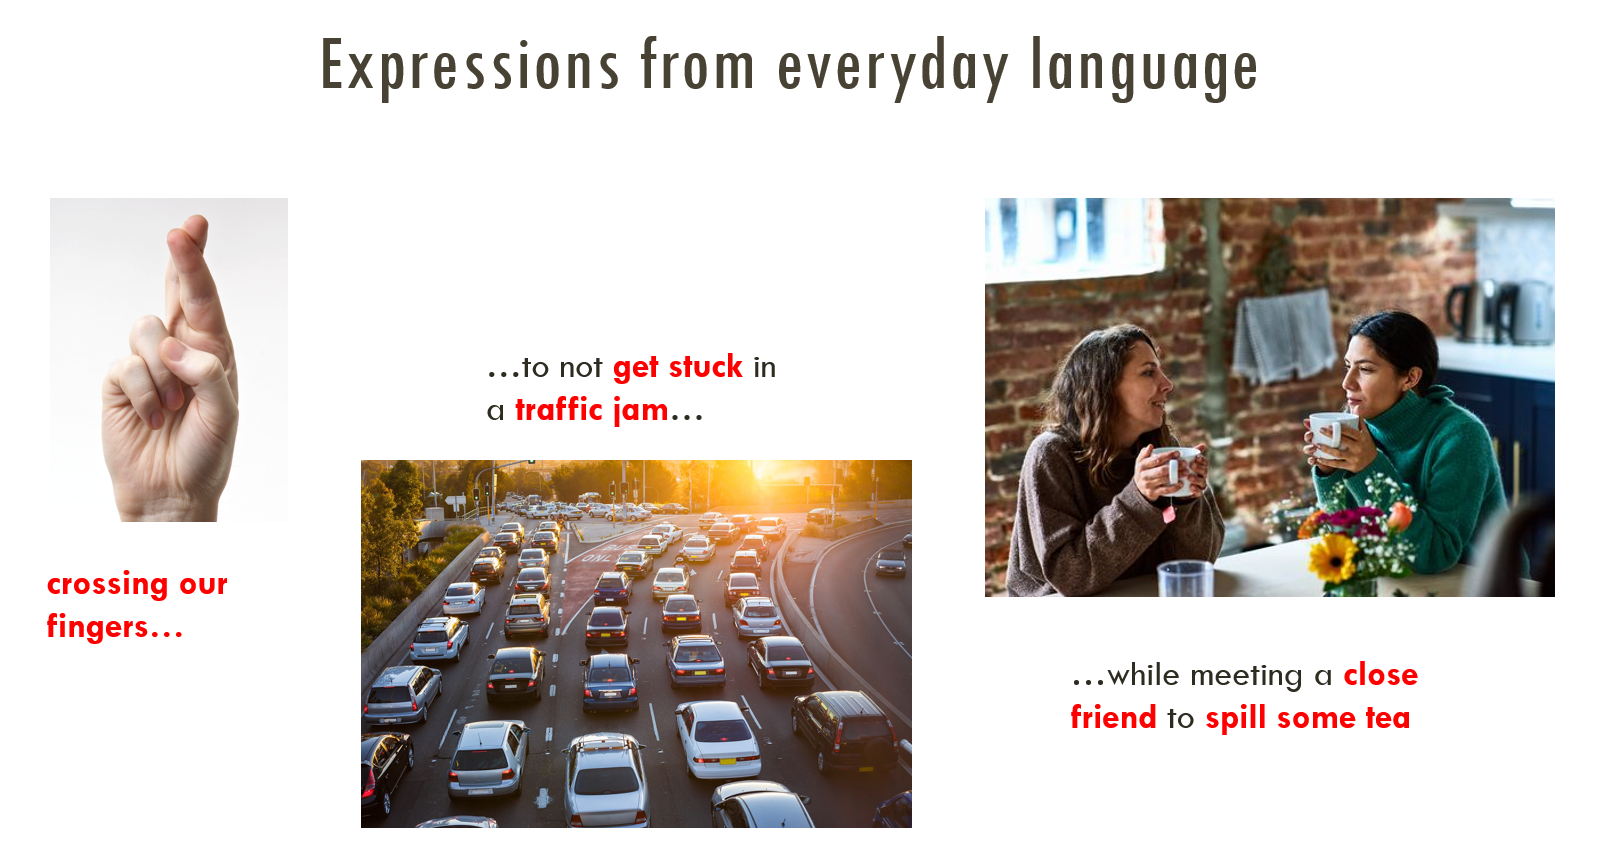 Expressions from everyday language
crossing our
fingers…
…to not get stuck in
a traffic jam…
…while meeting a close
friend to spill some tea